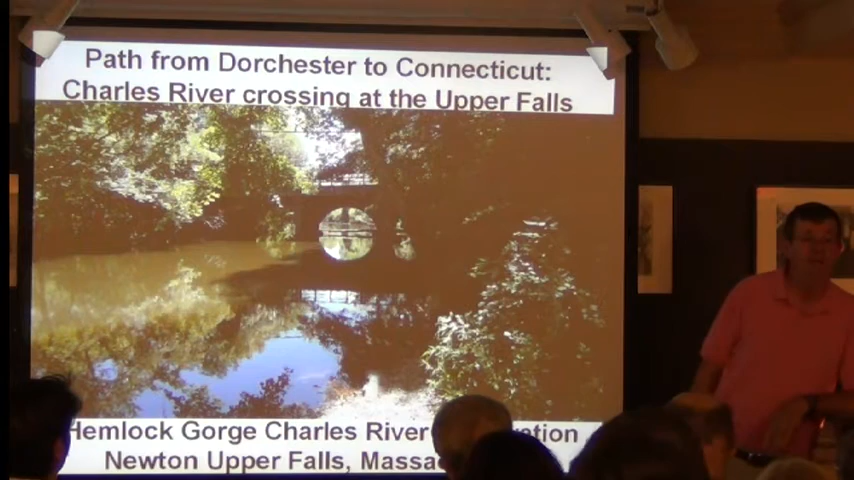 Path from Dorchester to Connecticut:
Charles River crossing at the Upper Falls
Hemlock Gorge Charles River
Newton Upper Falls,